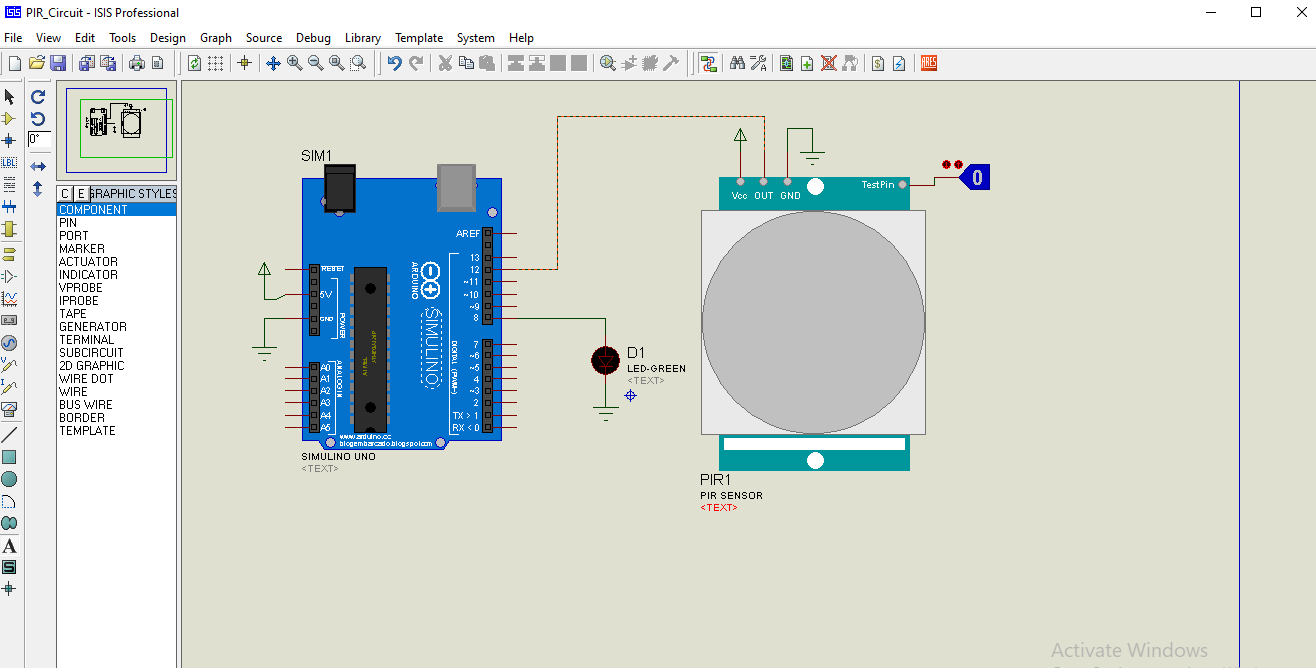 ISIS PIR_Circuit - ISIS Professional
File View Edit Tools Design Graph Source Debug Library Template System Help
0°
LBL
C E GRAPHIC STYLES
COMPONENT
PIN
PORT
MARKER
ACTUATOR
INDICATOR
VPROBE
IPROBE
TAPE
GENERATOR
TERMINAL
SUBCIRCUIT
2D GRAPHIC
WIRE DOT
WIRE
BUS WIRE
BORDER
TEMPLATE
A
S
SIM1
AREF
13
12
~11
~10
~9
8
7
~6
~5
4
~3
2
TX > 1
RX < 0
DIGITAL (PWM~)
RESET
5V
GND
POWER
A0
A1
A2
A3
A4
A5
ANALOG IN
ARDUINO
SIMULINO
www.arduino.cc
blogembarcado.blogspot.com
SIMULINO UNO
<TEXT>
D1
LED-GREEN
<TEXT>
Vcc OUT GND
TestPin
0
PIR1
PIR SENSOR
<TEXT>
Activate Windows